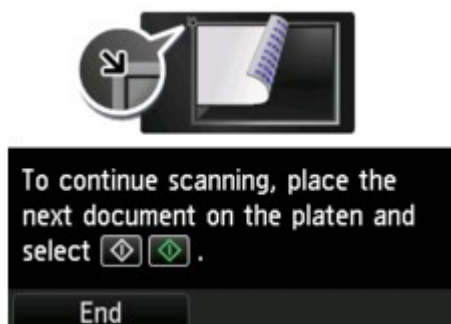 To continue scanning, place the
next document on the platen and
select .
End